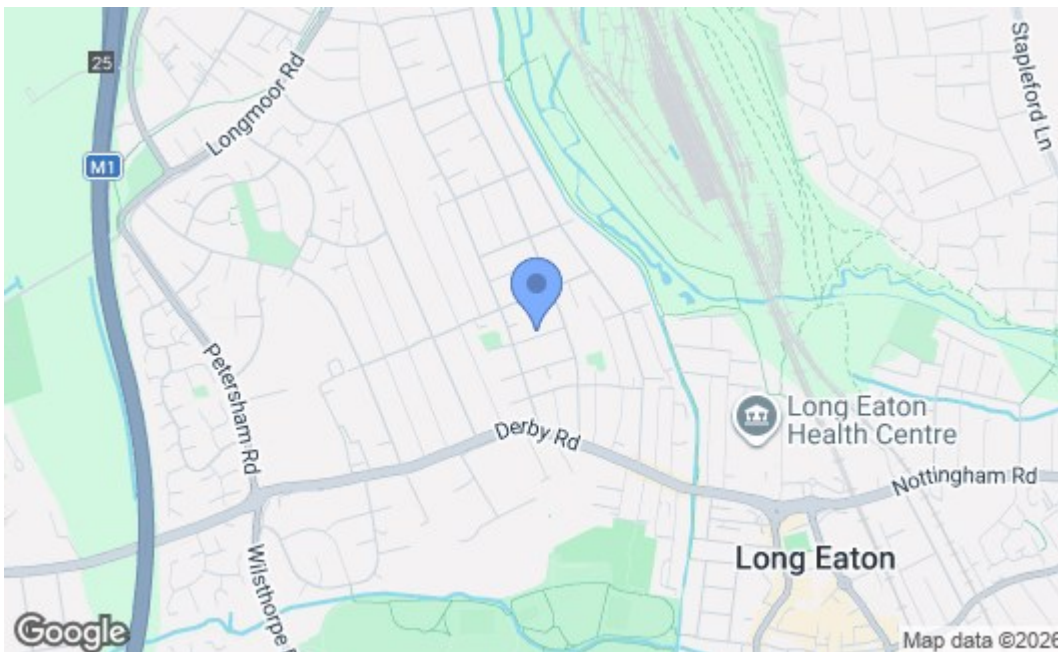 25
Longmoor Rd
Stapleford Ln
M1
Petersham Rd
Derby Rd
Long Eaton
Health Centre
Nottingham Rd
Long Eaton
Wilsthorpe
Google
Map data ©2026